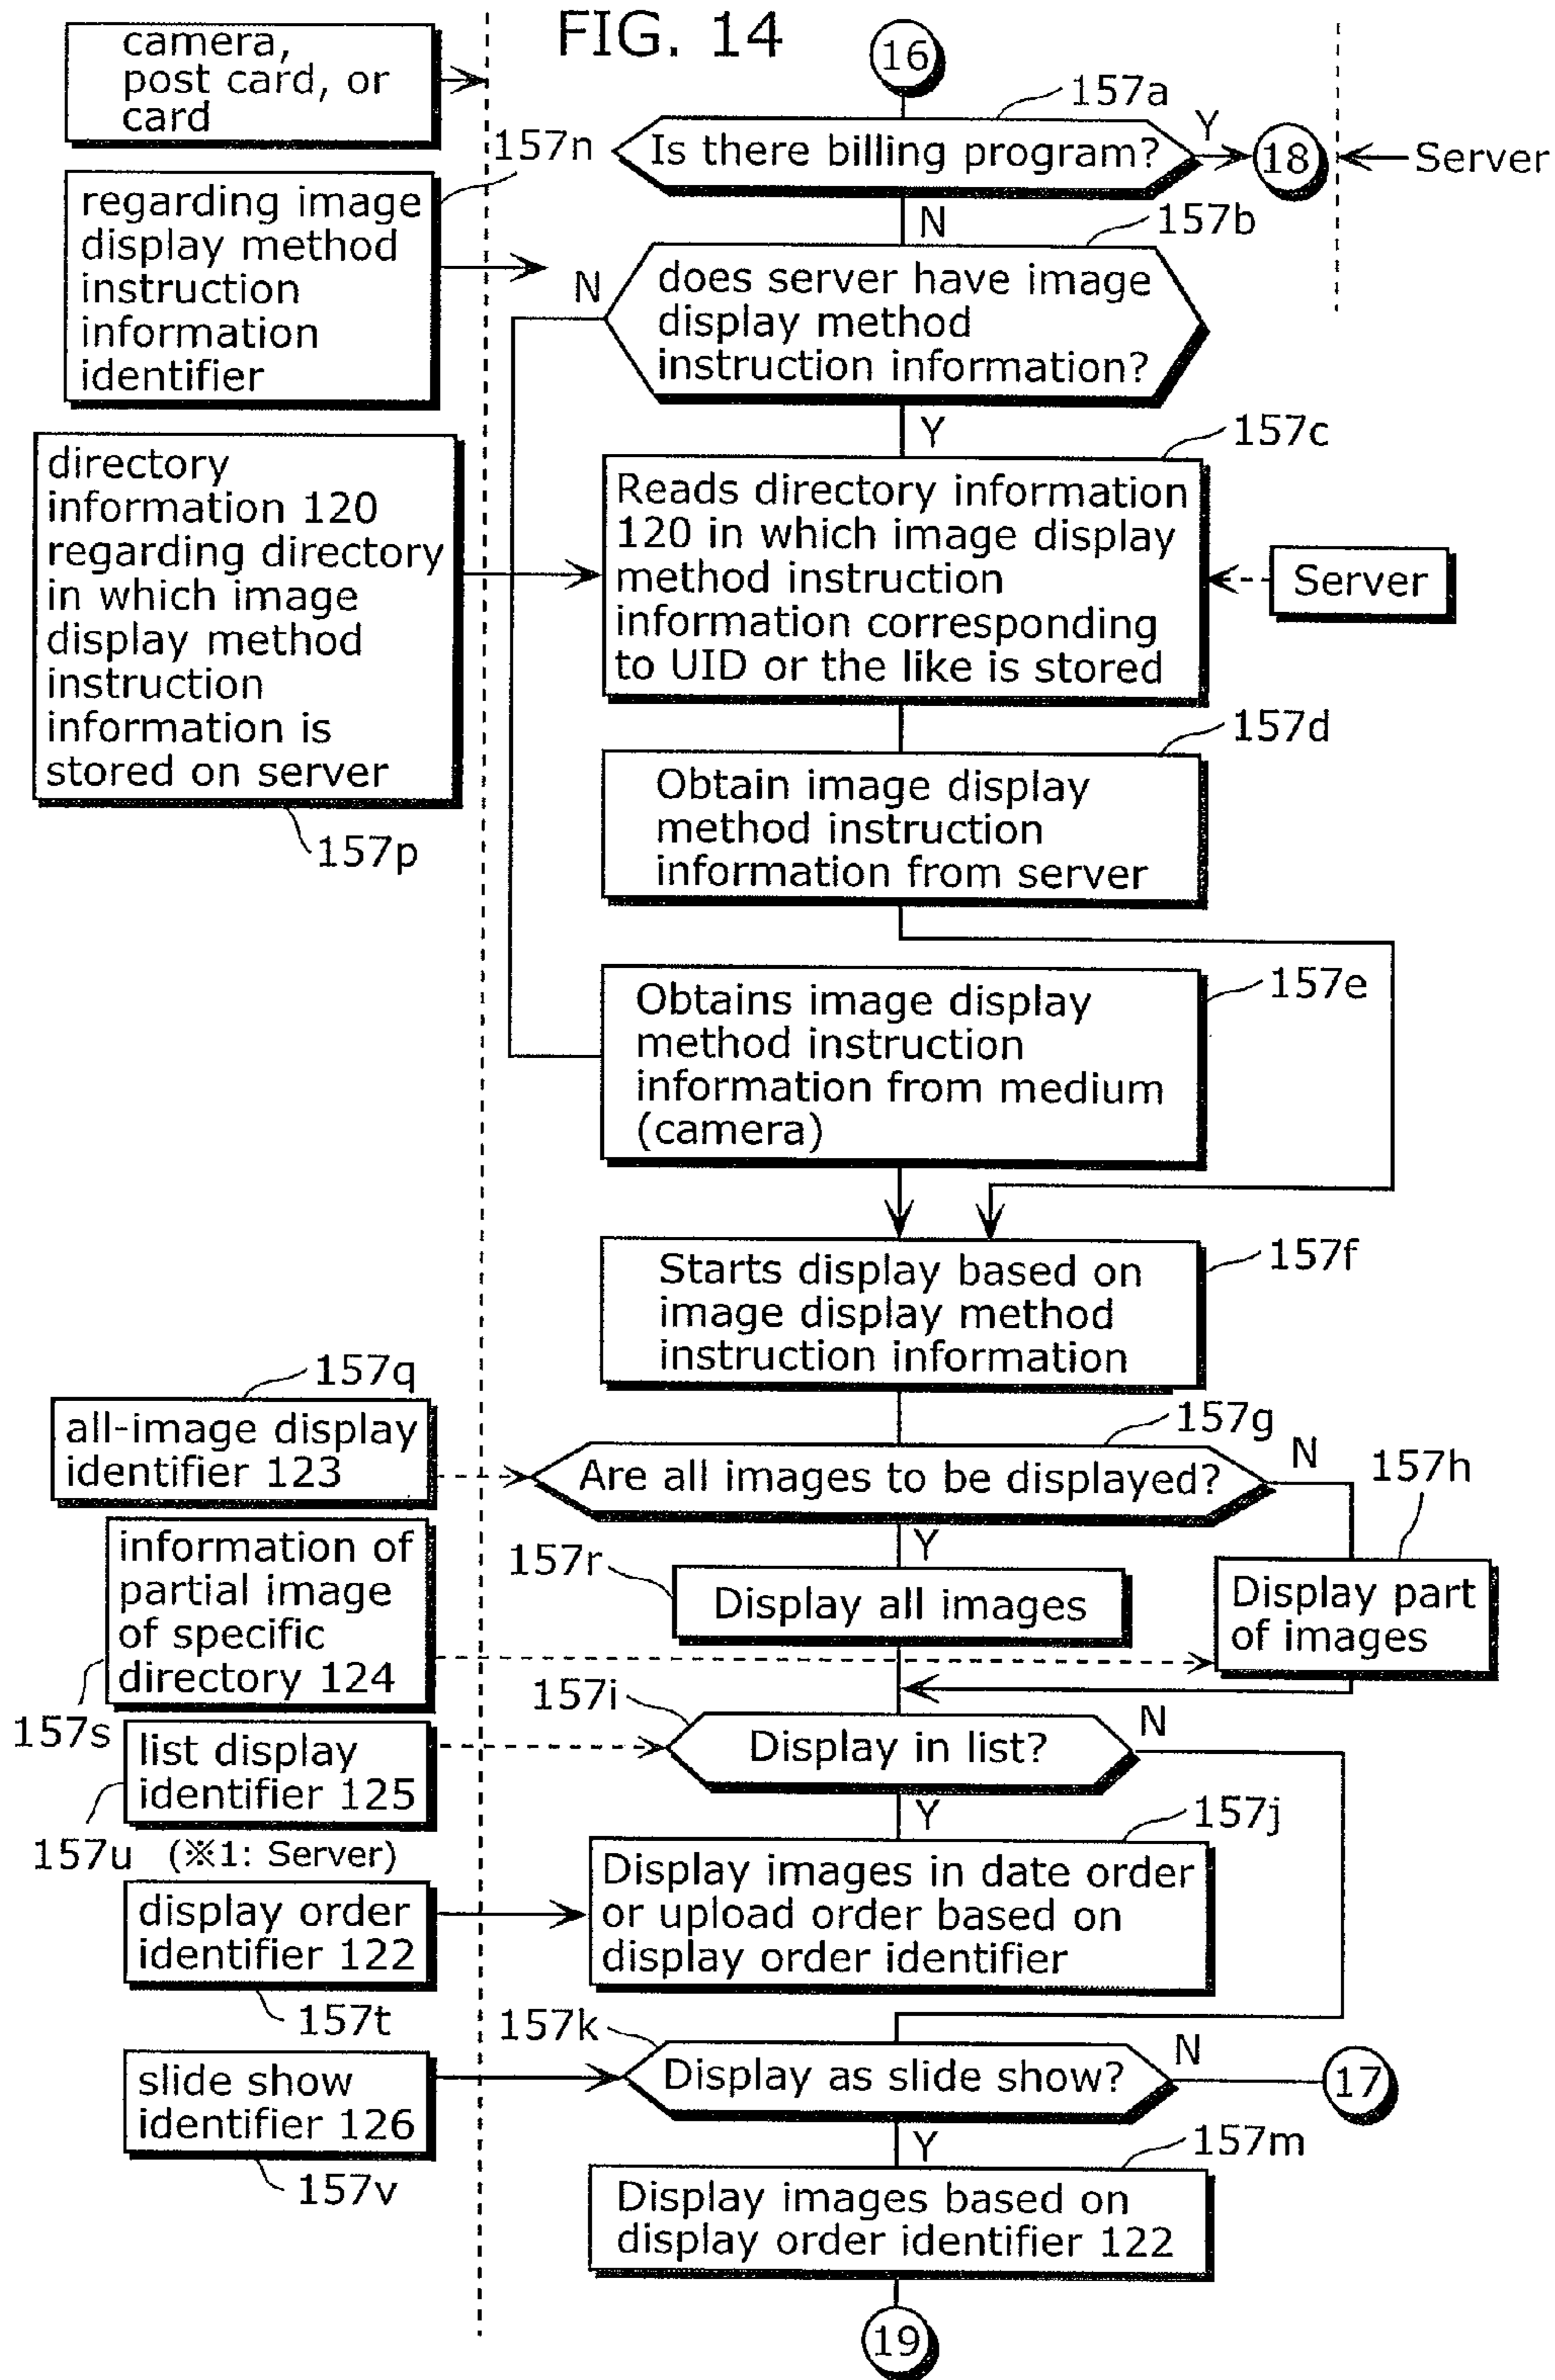 FIG. 14
16
camera,
post card, or
card
157a
Is there billing program?
Y
18
Server
N
157n
regarding image
display method
instruction
information
identifier
157b
does server have image
display method
instruction information?
N
Y
157c
directory
information 120
regarding directory
in which image
display method
instruction
information is
stored on server
157p
Reads directory information
120 in which image display
method instruction
information corresponding
to UID or the like is stored
Server
157d
Obtain image display
method instruction
information from server
157e
Obtains image display
method instruction
information from medium
(camera)
157f
Starts display based on
image display method
instruction information
157q
all-image display
identifier 123
157g
Are all images to be displayed?
N
157h
Y
157r
Display all images
Display part
of images
information of
partial image
of specific
directory 124
157s
157i
Display in list?
N
Y
list display
identifier 125
157u (※1: Server)
157j
Display images in date order
or upload order based on
display order identifier
display order
identifier 122
157t
157k
Display as slide show?
N
17
Y
slide show
identifier 126
157v
157m
Display images based on
display order identifier 122
19